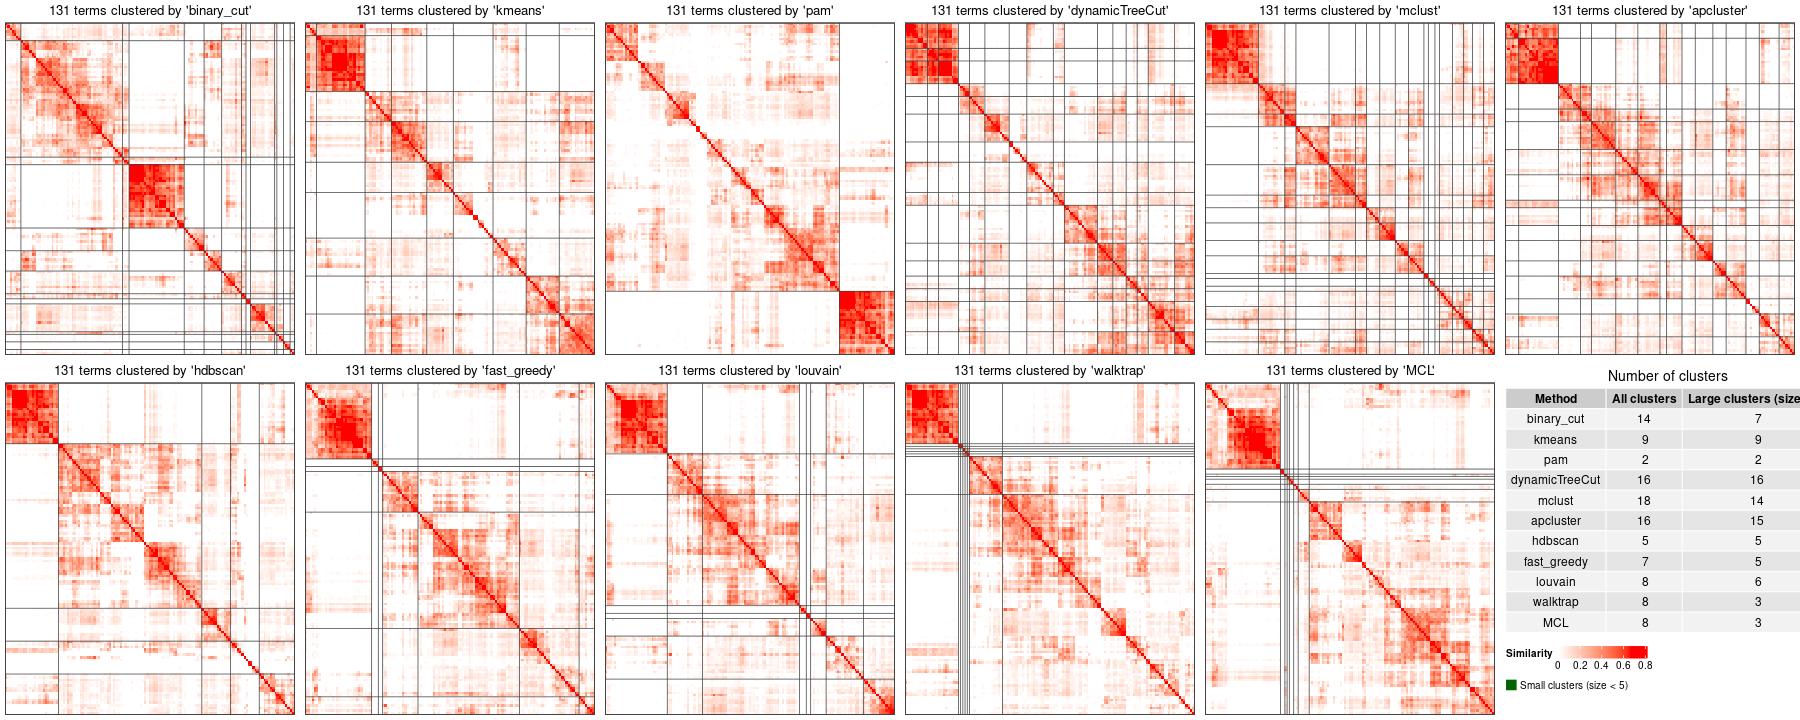 131 terms clustered by 'binary_cut'
131 terms clustered by 'kmeans'
131 terms clustered by 'pam'
131 terms clustered by 'dynamicTreeCut'
131 terms clustered by 'mclust'
131 terms clustered by 'apcluster'
131 terms clustered by 'hdbscan'
131 terms clustered by 'fast_greedy'
131 terms clustered by 'louvain'
131 terms clustered by 'walktrap'
131 terms clustered by 'MCL'
Number of clusters
Method All clusters Large clusters (size
binary_cut 14 7
kmeans 9 9
pam 2 2
dynamicTreeCut 16 16
mclust 18 14
apcluster 16 15
hdbscan 5 5
fast_greedy 7 5
louvain 8 6
walktrap 8 3
MCL 8 3
Similarity
0 0.2 0.4 0.6 0.8
Small clusters (size < 5)